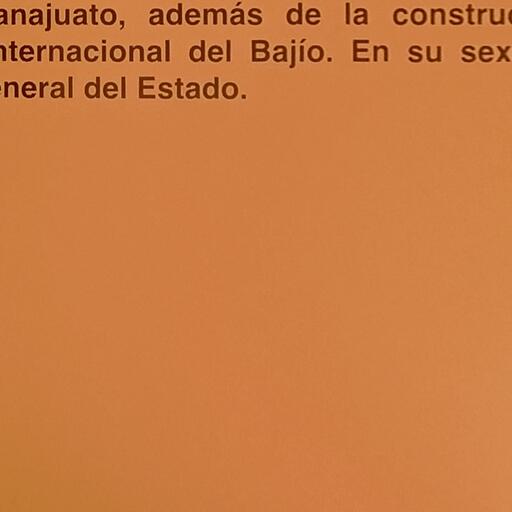 anajuato, además de la construc
nternacional del Bajío. En su sex
eneral del Estado.